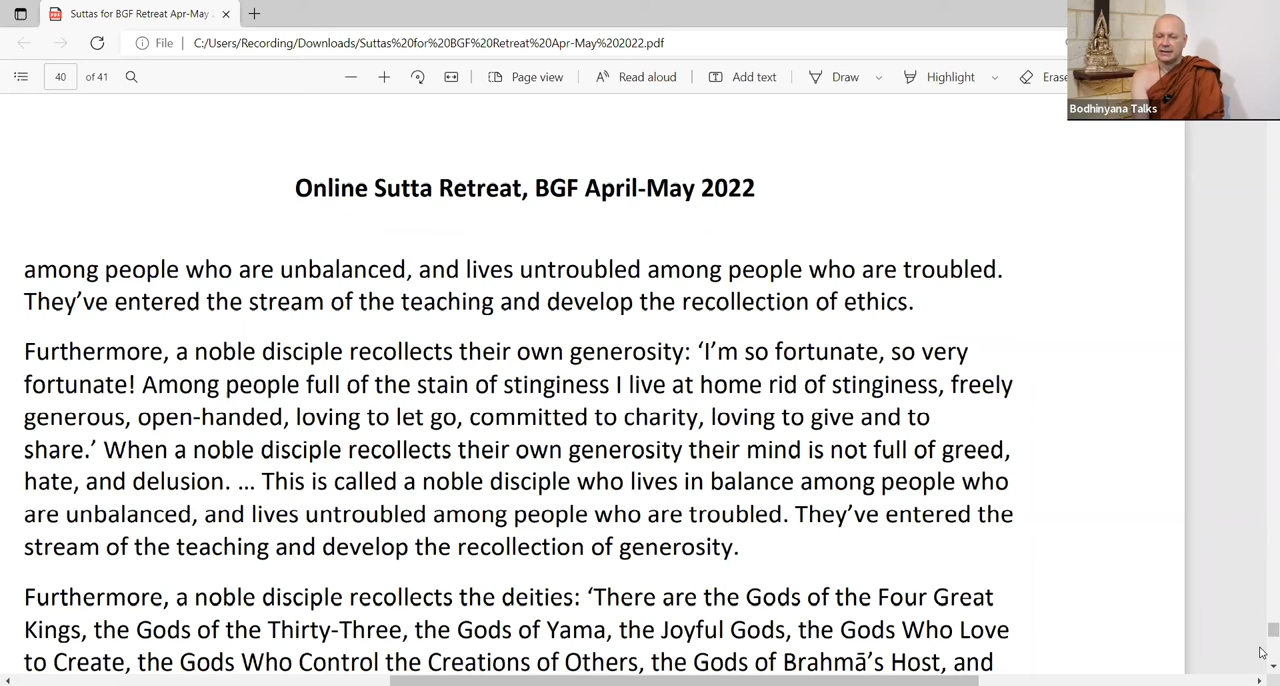 Suttas for BGF Retreat Apr-May
File C:/Users/Recording/Downloads/Suttas%20for%20BGF%20Retreat%20Apr-May%202022.pdf
40 of 41 Page view Read aloud Add text Draw Highlight Erase
Bodhinyana Talks
Online Sutta Retreat, BGF April-May 2022
among people who are unbalanced, and lives untroubled among people who are troubled.
They’ve entered the stream of the teaching and develop the recollection of ethics.
Furthermore, a noble disciple recollects their own generosity: ‘I’m so fortunate, so very
fortunate! Among people full of the stain of stinginess I live at home rid of stinginess, freely
generous, open-handed, loving to let go, committed to charity, loving to give and to
share.’ When a noble disciple recollects their own generosity their mind is not full of greed,
hate, and delusion. … This is called a noble disciple who lives in balance among people who
are unbalanced, and lives untroubled among people who are troubled. They’ve entered the
stream of the teaching and develop the recollection of generosity.
Furthermore, a noble disciple recollects the deities: ‘There are the Gods of the Four Great
Kings, the Gods of the Thirty-Three, the Gods of Yama, the Joyful Gods, the Gods Who Love
to Create, the Gods Who Control the Creations of Others, the Gods of Brahmā’s Host, and